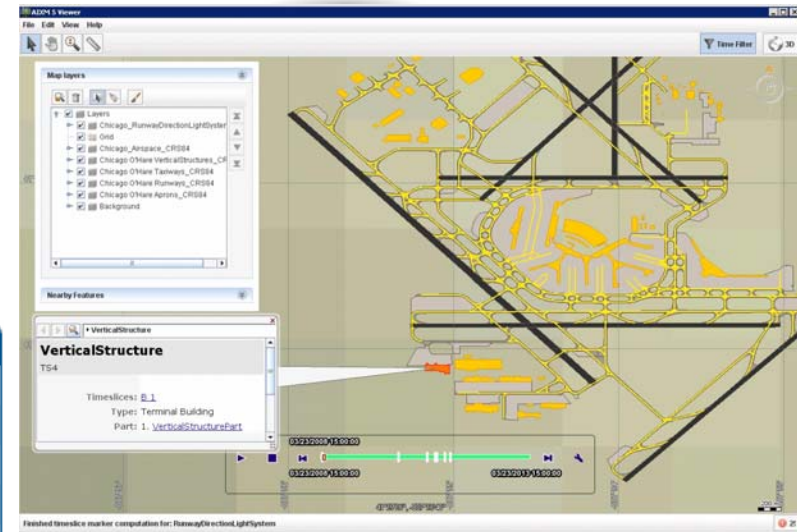 AIXM 5 Viewer
File Edit View Help
Time Filter
3D
Map layers
Layers
Chicago_RunwayDirectionLightSystem
Grid
Chicago_Airspace_CRS84
Chicago O'Hare VerticalStructures_CR
Chicago O'Hare Taxiways_CRS84
Chicago O'Hare Runways_CRS84
Chicago O'Hare Aprons_CRS84
Background
Nearby Features
VerticalStructure
VerticalStructure
TS4
Timeslices: B 1
Type: Terminal Building
Part: 1. VerticalStructurePart
03/23/2008-15:00:00
03/23/2008-15:00:00
03/23/2013-15:00:00
Finished timeslice marker computation for: RunwayDirectionLightSystem